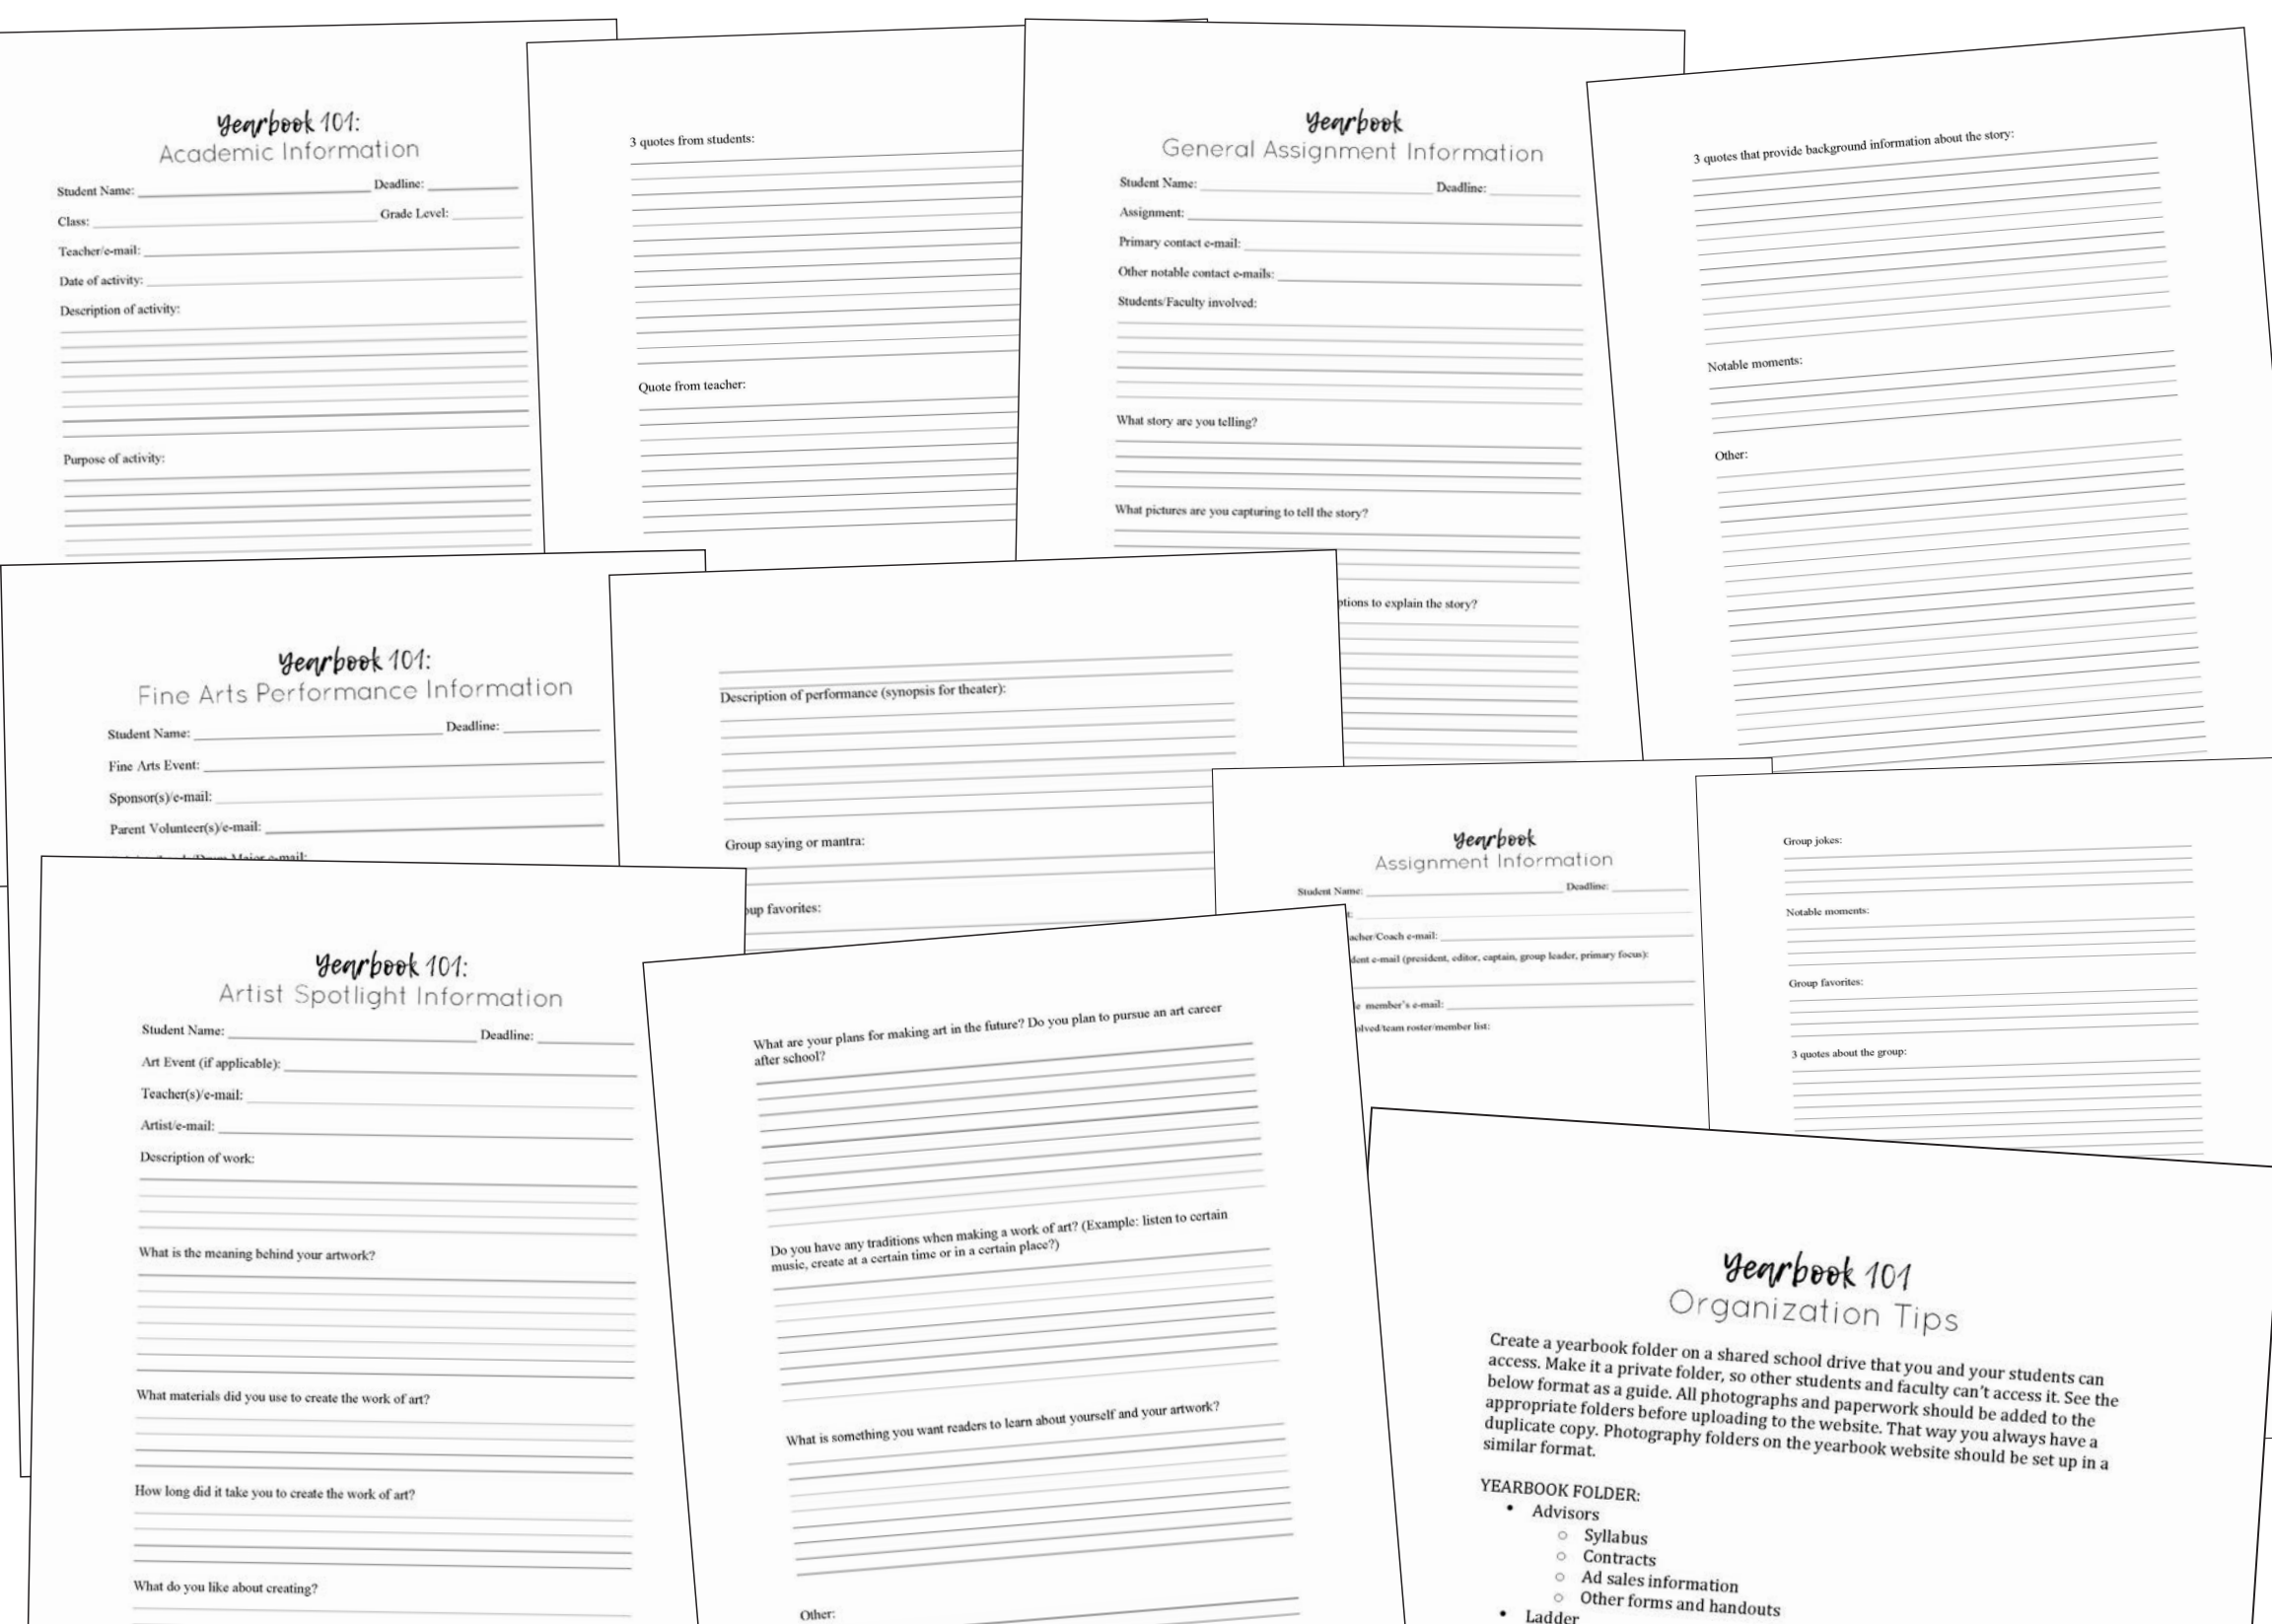 Yearbook 101:
Academic Information
Student Name: Deadline:
Class: Grade Level:
Teacher/e-mail:
Date of activity:
Description of activity:
Purpose of activity:
3 quotes from students:
Quote from teacher:
Yearbook
General Assignment Information
Student Name: Deadline:
Assignment:
Primary contact e-mail:
Other notable contact e-mails:
Students/Faculty involved:
What story are you telling?
What pictures are you capturing to tell the story?
to explain the story?
3 quotes that provide background information about the story:
Notable moments:
Other:
Yearbook 101:
Fine Arts Performance Information
Student Name: Deadline:
Fine Arts Event:
Sponsor(s)/e-mail:
Parent Volunteer(s)/e-mail:
Major e-mail:
Description of performance (synopsis for theater):
Group saying or mantra:
favorites:
Yearbook
Assignment Information
Student Name: Deadline:
/Coach e-mail:
e-mail (president, editor, captain, group leader, primary focus):
member's e-mail:
/team roster/member list:
Group jokes:
Notable moments:
Group favorites:
3 quotes about the group:
Yearbook 101:
Artist Spotlight Information
Student Name: Deadline:
Art Event (if applicable):
Teacher(s)/e-mail:
Artist/e-mail:
Description of work:
What is the meaning behind your artwork?
What materials did you use to create the work of art?
How long did it take you to create the work of art?
What do you like about creating?
What are your plans for making art in the future? Do you plan to pursue an art career
after school?
Do you have any traditions when making a work of art? (Example: listen to certain
music, create at a certain time or in a certain place?)
What is something you want readers to learn about yourself and your artwork?
Other:
Yearbook 101
Organization Tips
Create a yearbook folder on a shared school drive that you and your students can
access. Make it a private folder, so other students and faculty can't access it. See the
below format as a guide. All photographs and paperwork should be added to the
appropriate folders before uploading to the website. That way you always have a
duplicate copy. Photography folders on the yearbook website should be set up in a
similar format.
YEARBOOK FOLDER:
• Advisors
○ Syllabus
○ Contracts
○ Ad sales information
○ Other forms and handouts
• Ladder